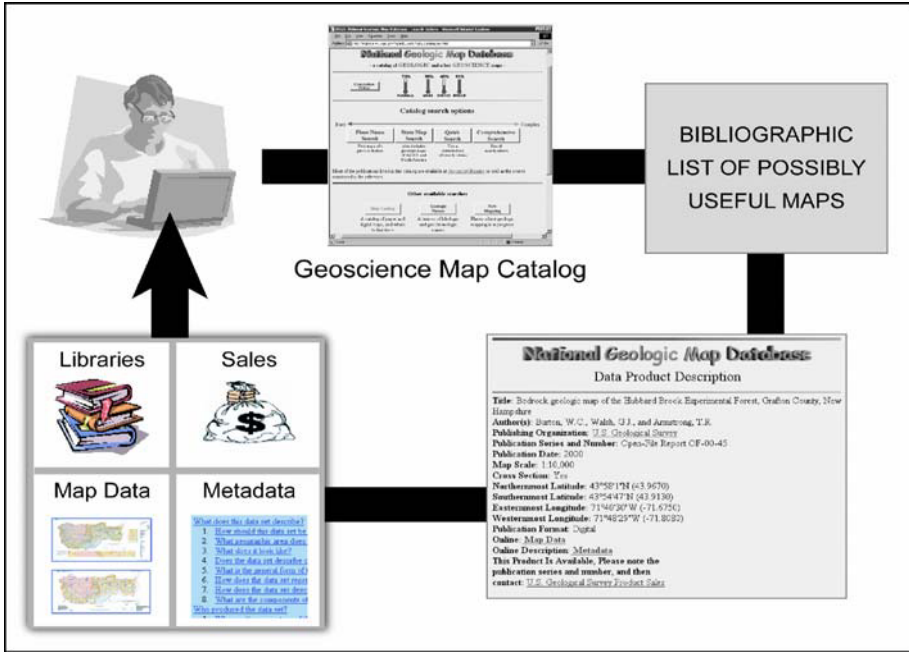 National Geologic Map Database
- a catalog of GEOLOGIC and other GEOSCIENCE maps -
Catalog search options
Easy
Complex
Place Name
Search
State Map
Search
Quick
Search
Comprehensive
Search
Other available searches
Geologic
Names
New
Mapping
Geoscience Map Catalog
BIBLIOGRAPHIC
LIST OF POSSIBLY
USEFUL MAPS
National Geologic Map Database
Data Product Description
Title: Bedrock geologic map of the Hubbard Brook Experimental Forest, Grafton County, New
Hampshire
Author(s): Burton, W.C., Walsh, G.J., and Armstrong, T.R.
Publishing Organization: U.S. Geological Survey
Publication Series and Number: Open-File Report OF-00-45
Publication Date: 2000
Map Scale: 1:10,000
Cross Section: Yes
Northernmost Latitude: 43°58'1"N (43.9670)
Southernmost Latitude: 43°54'47"N (43.9130)
Easternmost Longitude: 71°40'30"W (-71.6750)
Westernmost Longitude: 71°48'29"W (-71.8080)
Publication Format: Digital
Online: Map Data
Online Description: Metadata
This Product Is Available, Please note the
publication series and number, and then
contact: U.S. Geological Survey Product Sales
Libraries
Sales
$
Map Data
Metadata
What does this data set describe?
1. How should this data set be
2. What geographic area does
3. What does it look like?
4. Does the data set describe
5. What is the general form of
6. How does the data set
7. How does the data set
8. What are the components of
Who produced the data set?